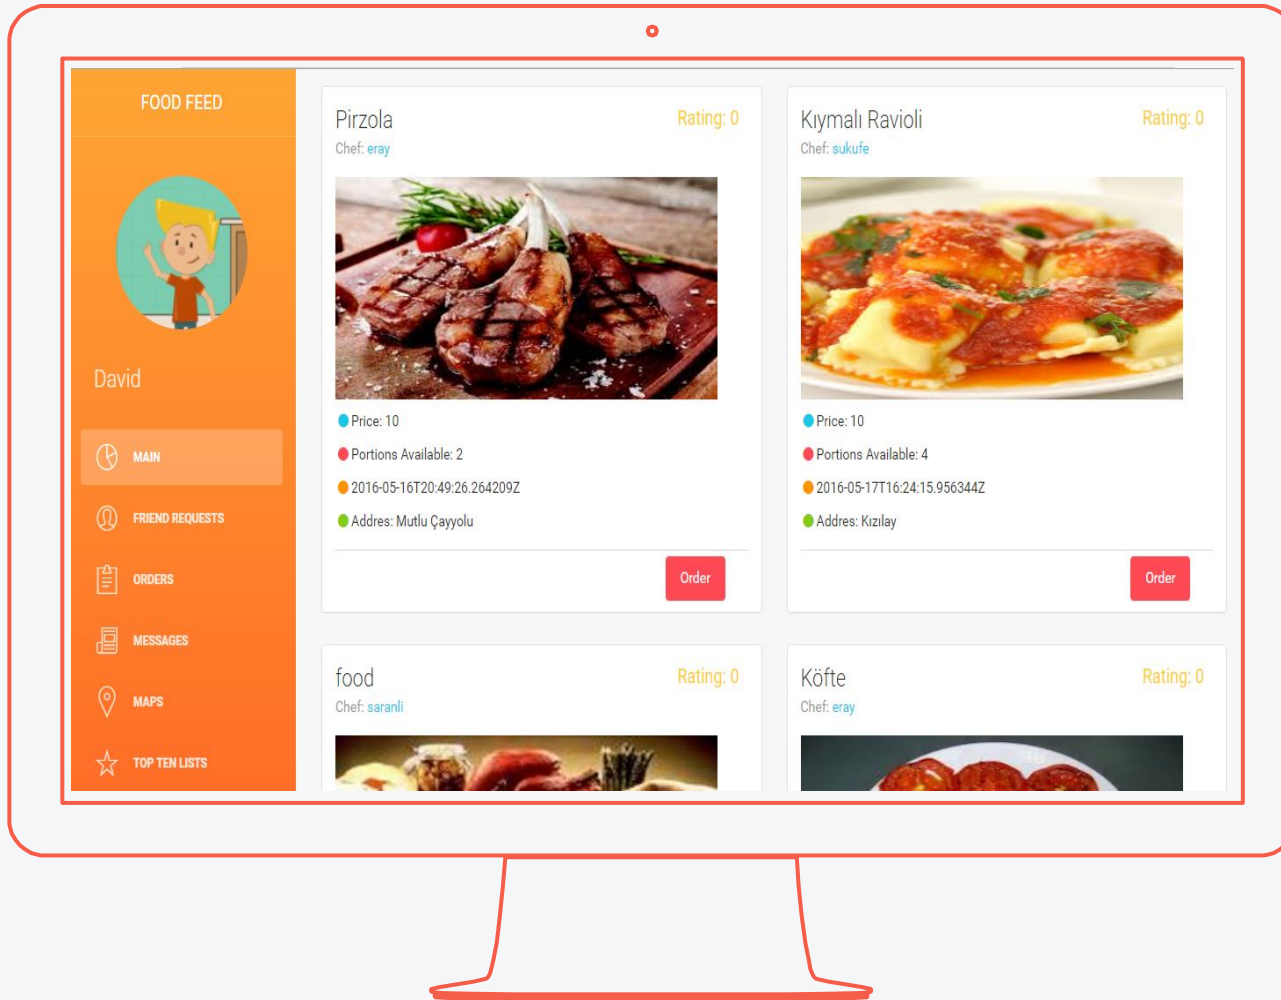 FOOD FEED
David
MAIN
FRIEND REQUESTS
ORDERS
MESSAGES
MAPS
TOP TEN LISTS
Pirzola
Rating: 0
Chef: eray
Price: 10
Portions Available: 2
2016-05-16T20:49:26.264209Z
Addres: Mutlu Çayyolu
Order
Kıymalı Ravioli
Rating: 0
Chef: sukufe
Price: 10
Portions Available: 4
2016-05-17T16:24:15.956344Z
Addres: Kızılay
Order
food
Rating: 0
Chef: saranli
Köfte
Rating: 0
Chef: eray